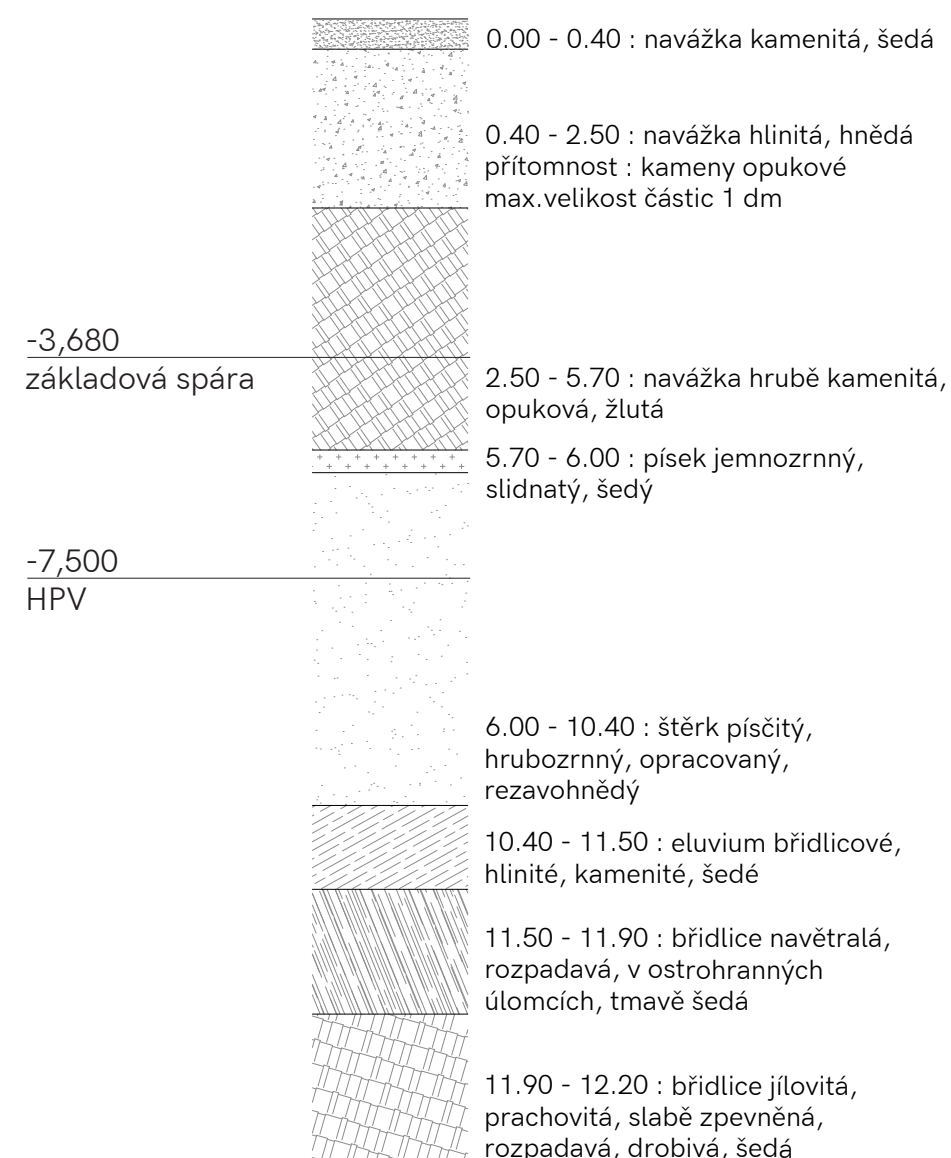 0.00 - 0.40 : navážka kamenitá, šedá
0.40 - 2.50 : navážka hlinitá, hnědá
přítomnost : kameny opukové
max.velikost částic 1 dm
-3,680
základová spára
2.50 - 5.70 : navážka hrubě kamenitá,
opuková, žlutá
5.70 - 6.00 : písek jemnozrnný,
slidnatý, šedý
-7,500
HPV
6.00 - 10.40 : štěrk písčitý,
hrubozrnný, opracovaný,
rezavohnědý
10.40 - 11.50 : eluvium břidlicové,
hlinité, kamenité, šedé
11.50 - 11.90 : břidlice navětralá,
rozpadavá, v ostrohranných
úlomcích, tmavě šedá
11.90 - 12.20 : břidlice jílovitá,
prachovitá, slabě zpevněná,
rozpadavá, drobivá, šedá